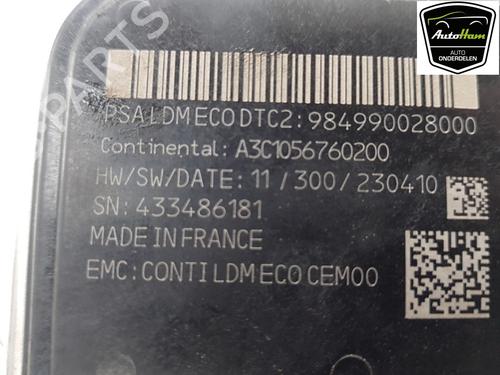 AutoHam
AUTO
ONDERDELEN
PARTS
PSA LDM ECO DTC2: 984990028000
Continental: A3C1056760200
HW/SW/DATE: 11 / 300 / 230410
SN: 433486181
MADE IN FRANCE
EMC: CONTI LDM ECO CEM00